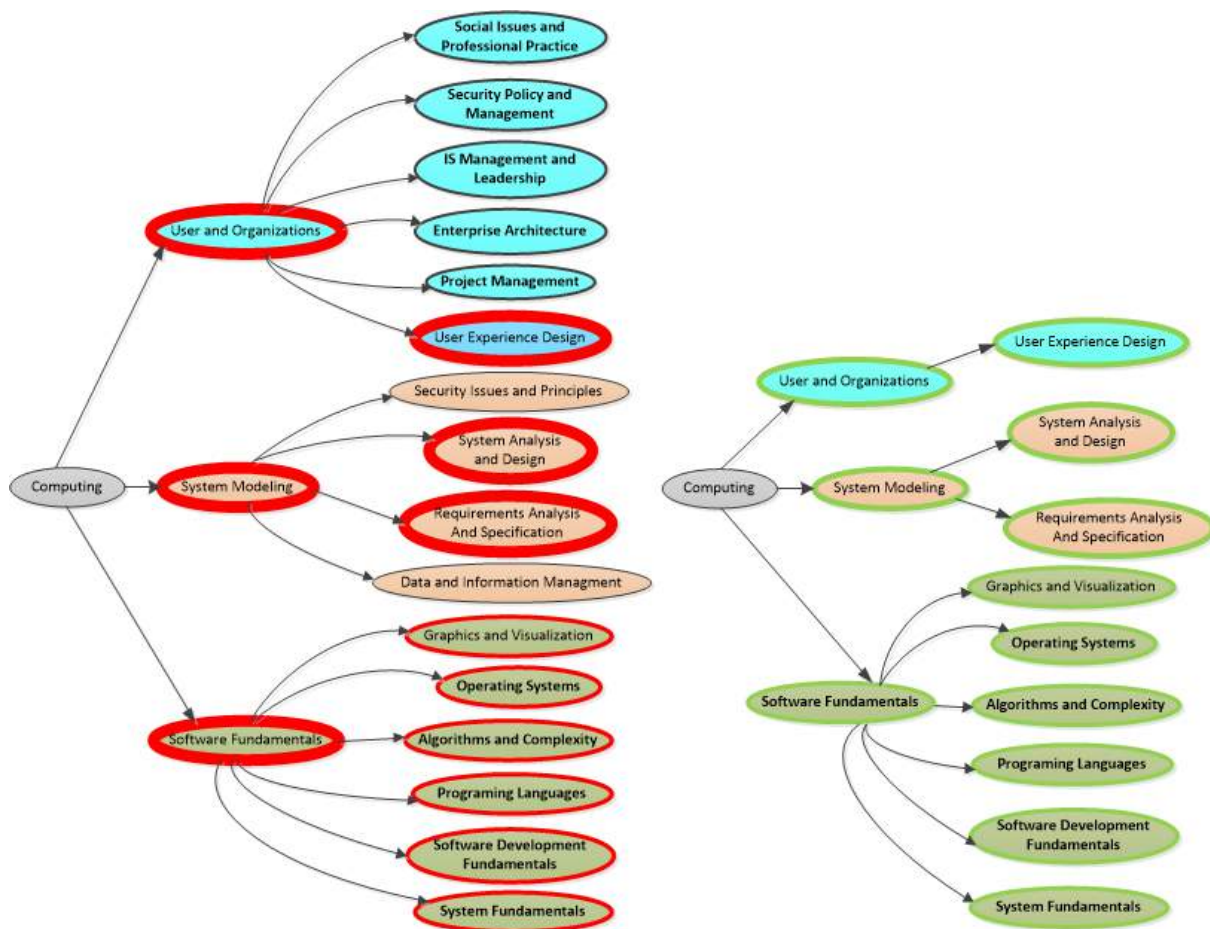 Social Issues and
Professional Practice
Security Policy and
Management
IS Management and
Leadership
User and Organizations
Enterprise Architecture
Project Management
User Experience Design
Security Issues and Principles
System Analysis
and Design
Computing
System Modeling
Requirements Analysis
And Specification
Data and Information Managment
Graphics and Visualization
Operating Systems
Software Fundamentals
Algorithms and Complexity
Programing Languages
Software Development
Fundamentals
System Fundamentals
User Experience Design
User and Organizations
System Analysis
and Design
Computing
System Modeling
Requirements Analysis
And Specification
Graphics and Visualization
Operating Systems
Software Fundamentals
Algorithms and Complexity
Programing Languages
Software Development
Fundamentals
System Fundamentals